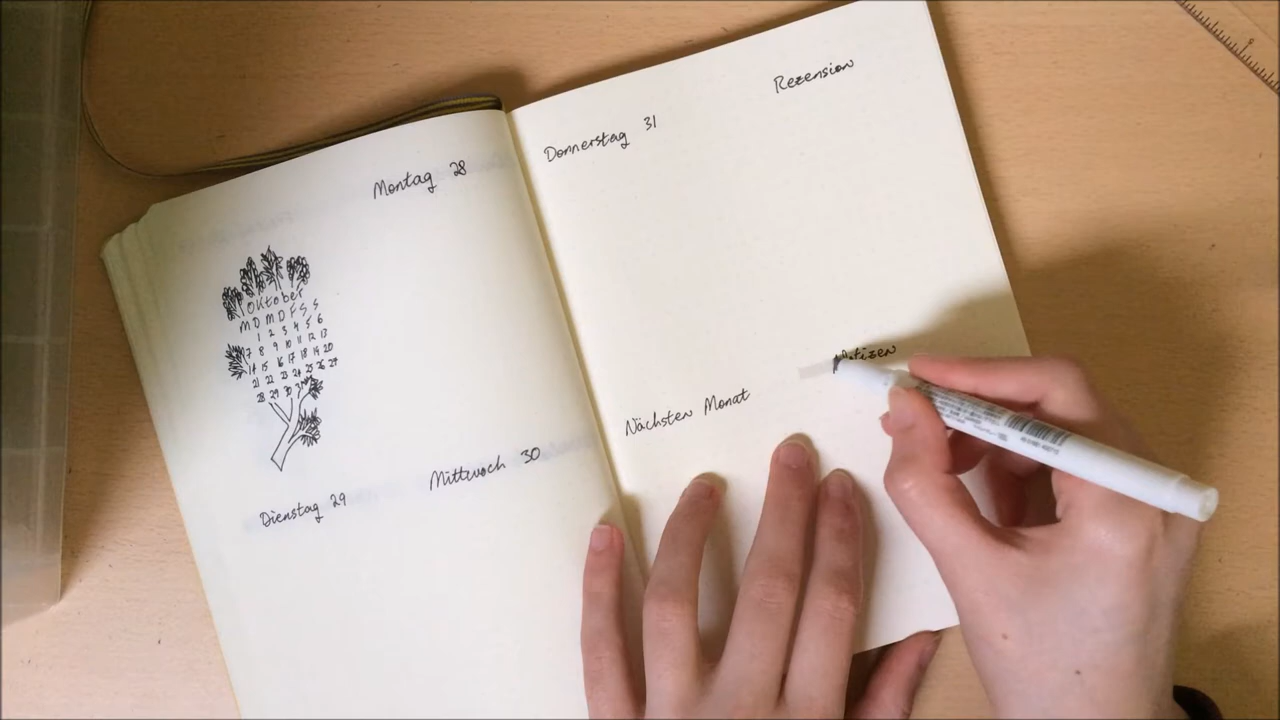 Montag 28
Oktober
M D M D F S S
1 2 3 4 5 6
7 8 9 10 11 12 13
14 15 16 17 18 19 20
21 22 23 24 25 26 27
28 29 30 31
Dienstag 29
Mittwoch 30
Donnerstag 31
Rezension
Nächsten Monat
Notizen